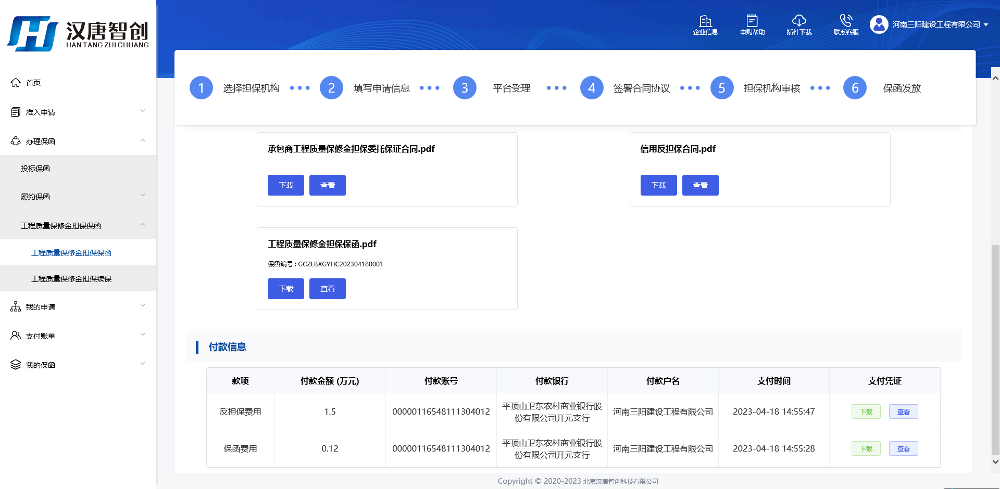 汉唐智创
HAN TANG ZHI CHUANG
企业信息
申购帮助
插件下载
联系客服
河南三阳建设工程有限公司
首页
准入申请
办理保函
投标保函
履约保函
工程质量保修金担保保函
工程质量保修金担保保函
工程质量保修金担保续保
我的申请
支付账单
我的保函
1 选择担保机构
2 填写申请信息
3 平台受理
4 签署合同协议
5 担保机构审核
6 保函发放
承包商工程质量保修金担保委托保证合同.pdf
下载 查看
信用反担保合同.pdf
下载 查看
工程质量保修金担保保函.pdf
保函编号 : GCZLBXGYHC202304180001
下载 查看
付款信息
款项 付款金额 (万元) 付款账号 付款银行 付款户名 支付时间 支付凭证
反担保费用 1.5 00000116548111304012 平顶山卫东农村商业银行股份有限公司开元支行 河南三阳建设工程有限公司 2023-04-18 14:55:47 下载 查看
保函费用 0.12 00000116548111304012 平顶山卫东农村商业银行股份有限公司开元支行 河南三阳建设工程有限公司 2023-04-18 14:55:28 下载 查看
Copyright © 2020-2023 北京汉唐智创科技有限公司